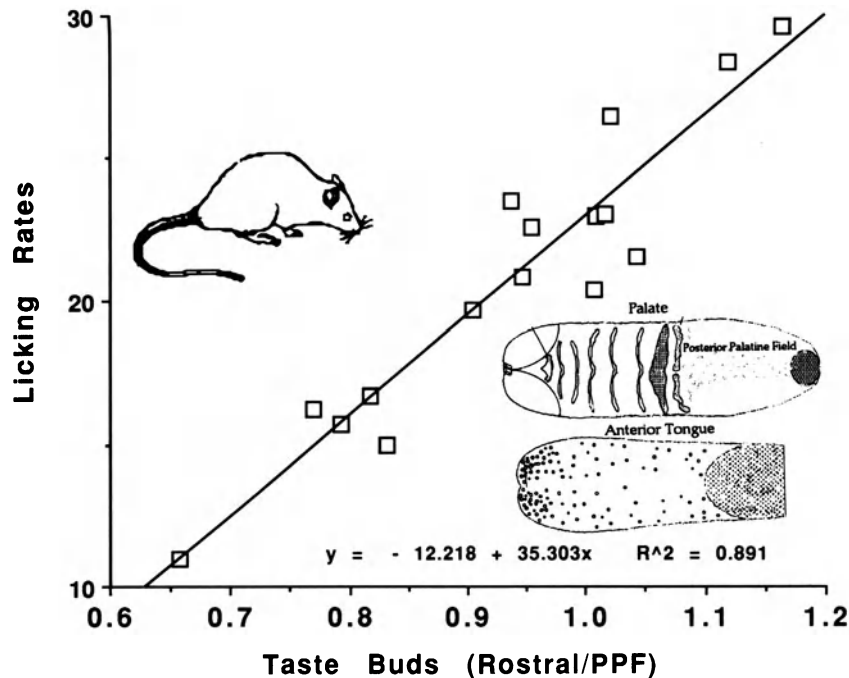 30
20
10
Licking Rates
Palate
Posterior Palatine Field
Anterior Tongue
y = - 12.218 + 35.303x R^2 = 0.891
0.6 0.7 0.8 0.9 1.0 1.1 1.2
Taste Buds (Rostral/PPF)